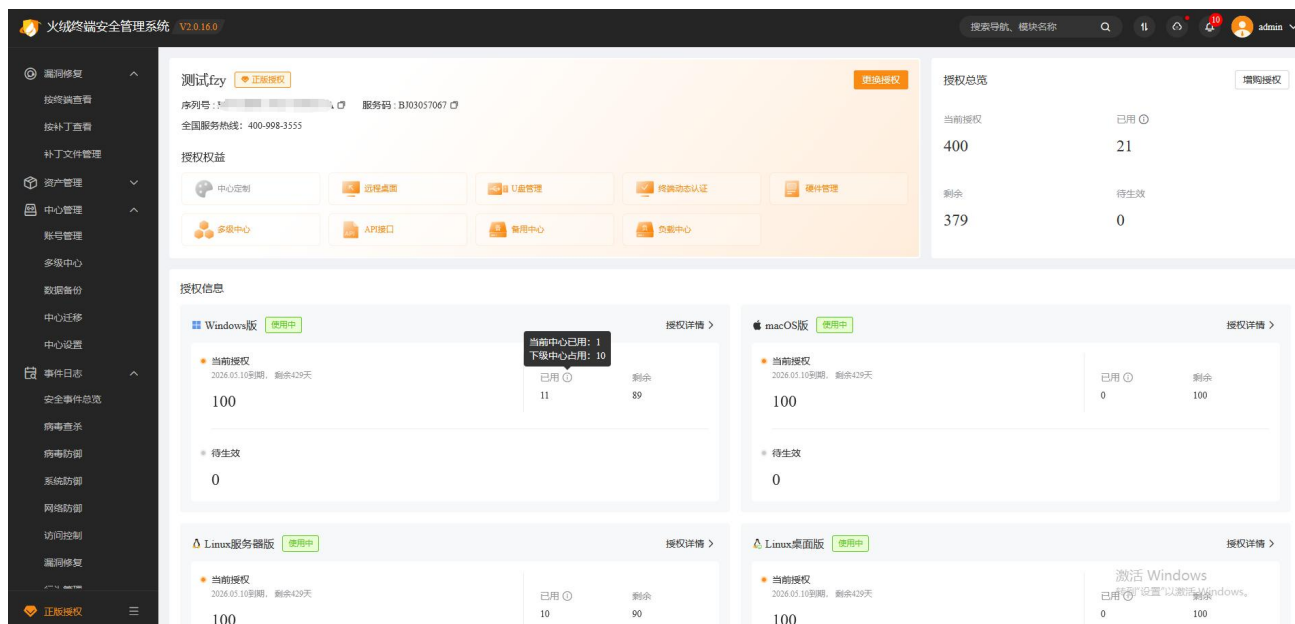 火绒终端安全管理系统 V2.0.16.0
搜索导航、模块名称
10
admin
漏洞修复
按终端查看
按补丁查看
补丁文件管理
资产管理
中心管理
账号管理
多级中心
数据备份
中心迁移
中心设置
事件日志
安全事件总览
病毒查杀
病毒防御
系统防御
网络防御
访问控制
漏洞修复
正版授权
测试fzy 正版授权
更换授权
序列号: 服务码: BJ03057067
全国服务热线: 400-998-3555
授权权益
中心定制 远程桌面 U盘管理 终端动态认证 硬件管理
多级中心 API接口 备用中心 负载中心
授权总览 增购授权
当前授权 已用
400 21
剩余 待生效
379 0
授权信息
Windows版 使用中 授权详情
当前中心已用: 1
下级中心占用: 10
当前授权
2026.05.10到期, 剩余429天
100
已用 剩余
11 89
待生效
0
macOS版 使用中 授权详情
当前授权
2026.05.10到期, 剩余429天
100
已用 剩余
0 100
待生效
0
Linux服务器版 使用中 授权详情
当前授权
2026.05.10到期, 剩余429天
100
已用 剩余
10 90
Linux桌面版 使用中 授权详情
当前授权
2026.05.10到期, 剩余429天
100
已用 剩余
0 100
激活 Windows
转到"设置"以激活 Windows。